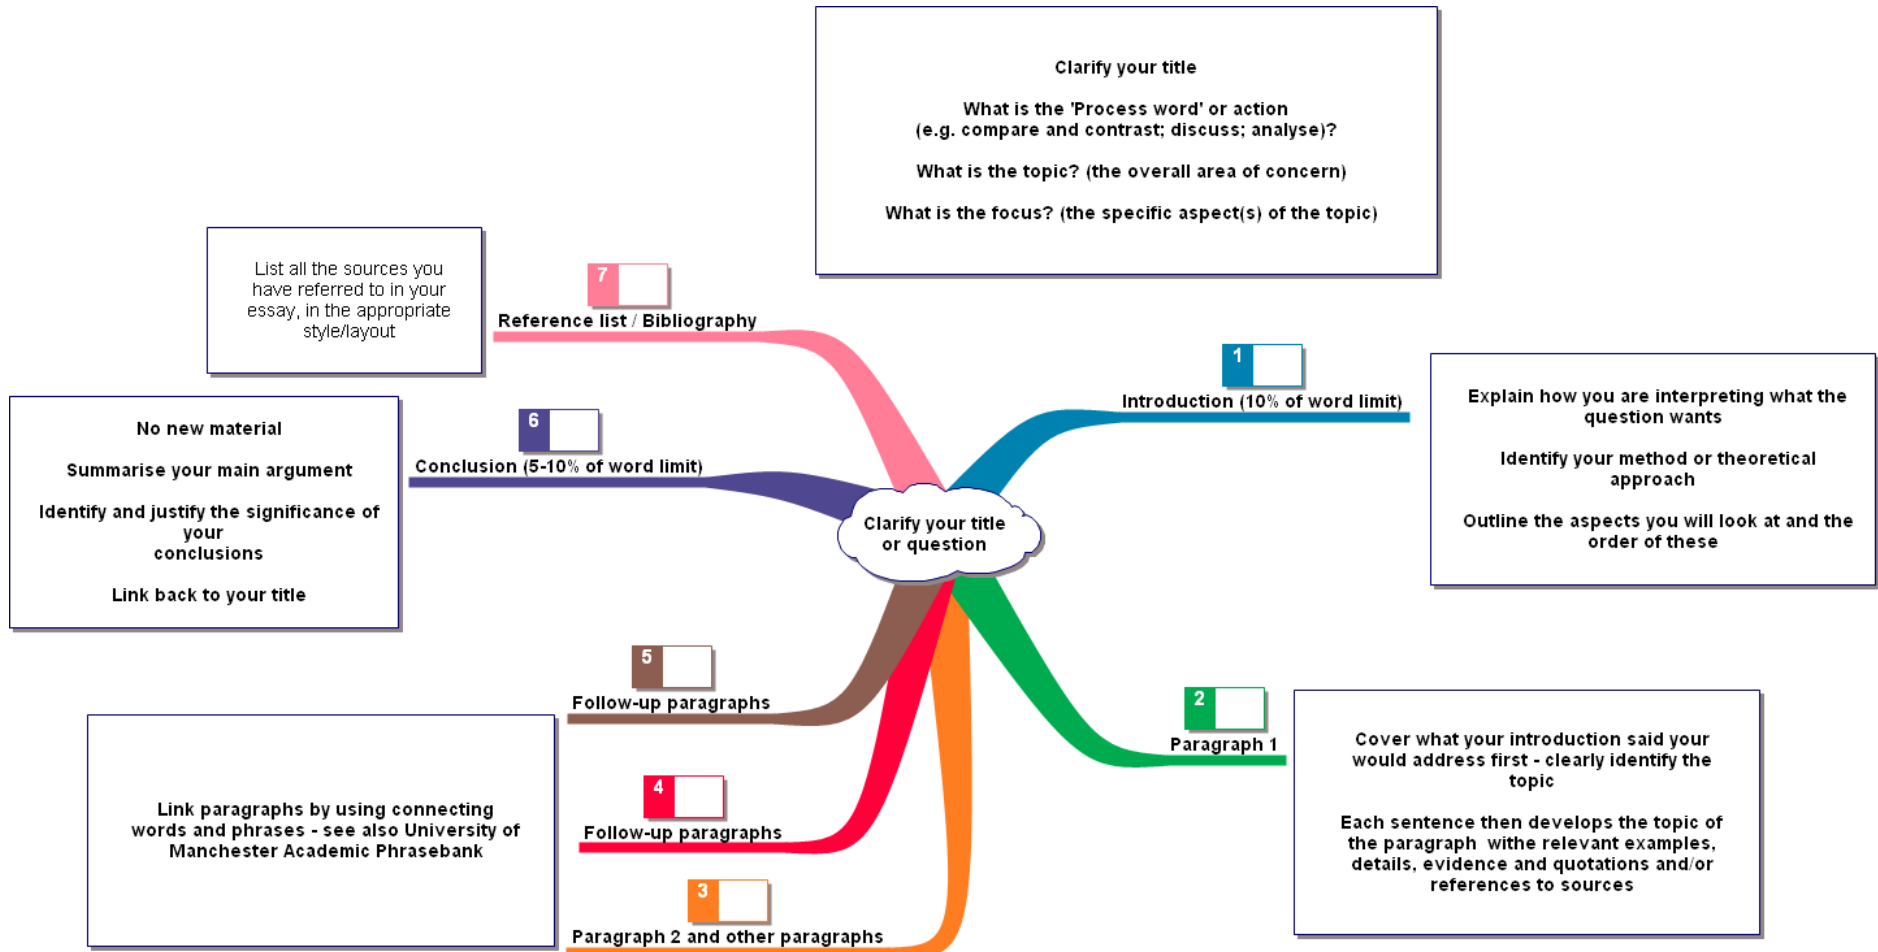 Clarify your title
What is the 'Process word' or action
(e.g. compare and contrast; discuss; analyse)?
What is the topic? (the overall area of concern)
What is the focus? (the specific aspect(s) of the topic)
Clarify your title
or question
1
Introduction (10% of word limit)
Explain how you are interpreting what the
question wants
Identify your method or theoretical
approach
Outline the aspects you will look at and the
order of these
2
Paragraph 1
Cover what your introduction said your
would address first - clearly identify the
topic
Each sentence then develops the topic of
the paragraph withe relevant examples,
details, evidence and quotations and/or
references to sources
3
Paragraph 2 and other paragraphs
4
Follow-up paragraphs
5
Follow-up paragraphs
Link paragraphs by using connecting
words and phrases - see also University of
Manchester Academic Phrasebank
6
Conclusion (5-10% of word limit)
No new material
Summarise your main argument
Identify and justify the significance of
your
conclusions
Link back to your title
7
Reference list / Bibliography
List all the sources you
have referred to in your
essay, in the appropriate
style/layout